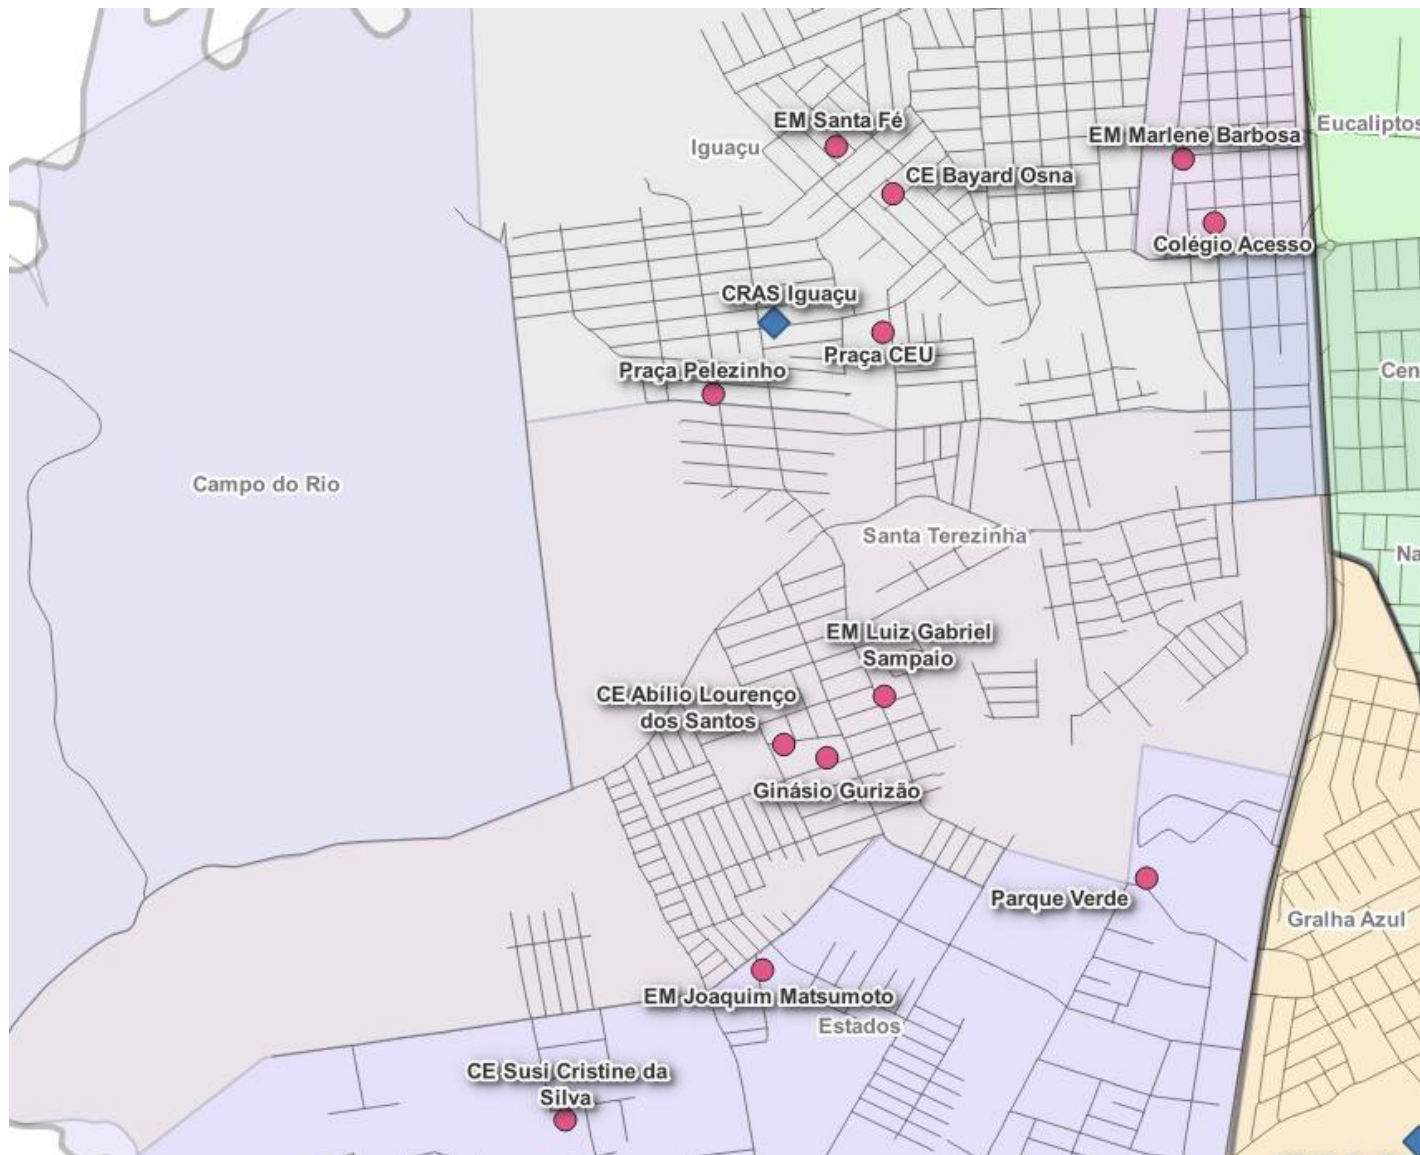 EM Santa Fé
Eucaliptos
EM Marlene Barbosa
Iguaçu
CE Bayard Osna
Colégio Acesso
CRAS Iguaçu
Praça CEU
Praça Pelezinho
Cen
Campo do Rio
Santa Terezinha
Na
EM Luiz Gabriel
Sampaio
CE Abílio Lourenço
dos Santos
Ginásio Gurizão
Parque Verde
Gralha Azul
EM Joaquim Matsumoto
Estados
CE Susi Cristine da
Silva